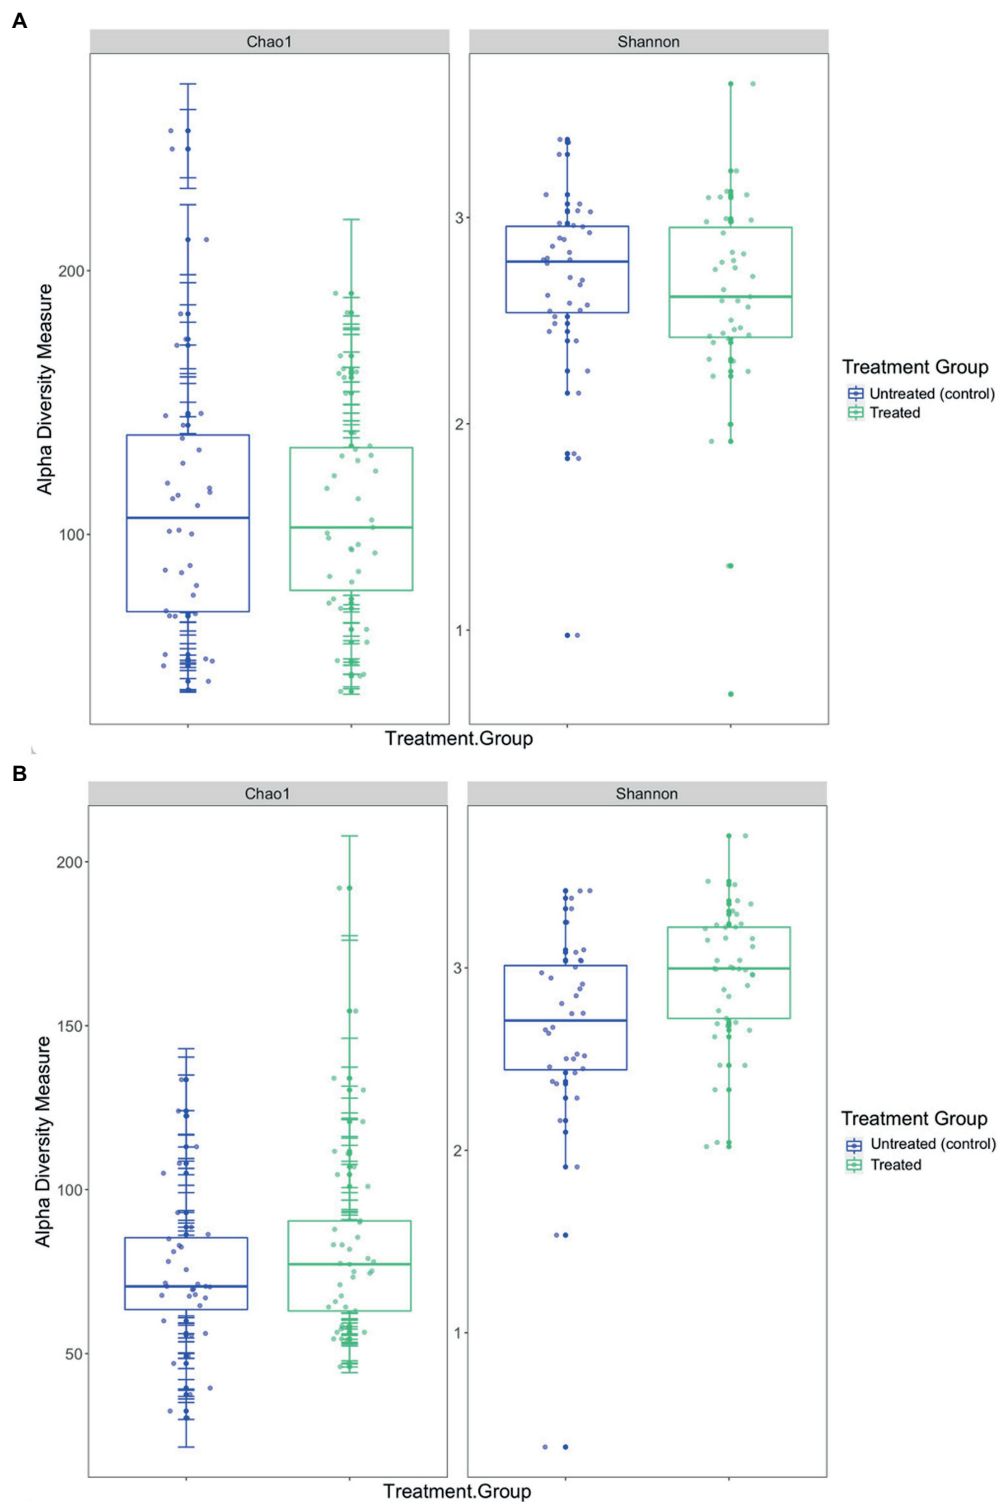 A
Chao1
Shannon
Alpha Diversity Measure
200
100
3
2
1
Treatment.Group
Treatment Group
Untreated (control)
Treated
B
Chao1
Shannon
Alpha Diversity Measure
200
150
100
50
3
2
1
Treatment.Group
Treatment Group
Untreated (control)
Treated